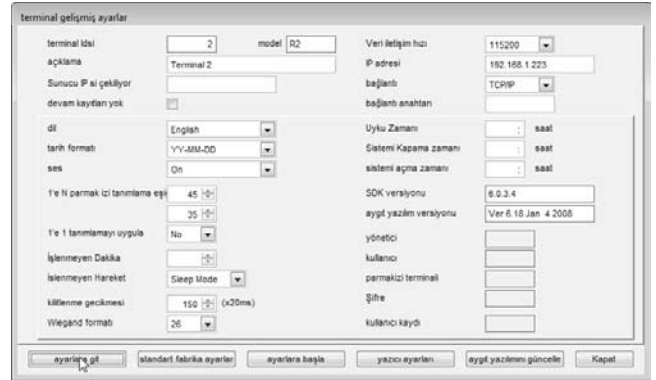 terminal gelişmiş ayarlar
terminal idsi 2 model R2 Veri iletişim hızı 115200
açıklama Terminal 2 IP adresi 192.168.1.223
Sunucu IP si çekiliyor bağlantı TCP/IP
devam kayıtları yok bağlantı anahtarı
dil English Uyku Zamanı : saat
tarih formatı YY-MM-DD Sistemi Kapama zamanı : saat
ses On sistemi açma zamanı : saat
1'e N parmak izi tanımlama eşi 45 SDK versiyonu 6.0.3.4
35 aygıt yazılım versiyonu Ver 6.18 Jan 4 2008
1'e 1 tanımlamayı uygula No yönetici
İşlenmeyen Dakika kullanıcı
İslenmeyen Hareket Sleep Mode parmakizi terminali
kilitlenme gecikmesi 150 (x20ms) Şifre
Wiegand formatı 26 kullanıcı kaydı
ayarlara git standart fabrika ayarlar ayarlara başla yazıcı ayarları aygıt yazılımını güncelle Kapat